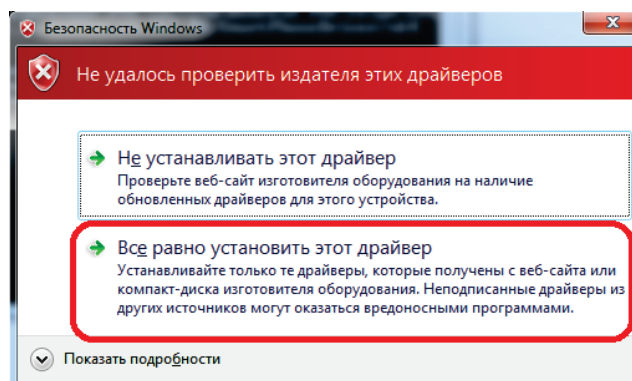 Безопасность Windows
Не удалось проверить издателя этих драйверов
Не устанавливать этот драйвер
Проверьте веб-сайт изготовителя оборудования на наличие
обновленных драйверов для этого устройства.
Все равно установить этот драйвер
Устанавливайте только те драйверы, которые получены с веб-сайта или
компакт-диска изготовителя оборудования. Неподписанные драйверы из
других источников могут оказаться вредоносными программами.
Показать подробности